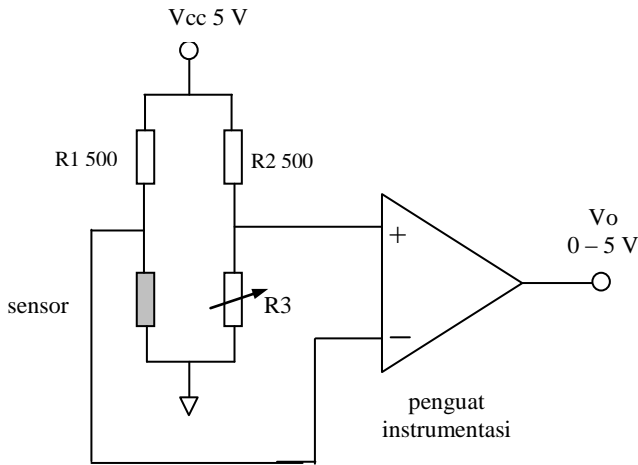 Vcc 5 V
R1 500
R2 500
+
Vo
0 – 5 V
sensor
R3
–
penguat
instrumentasi